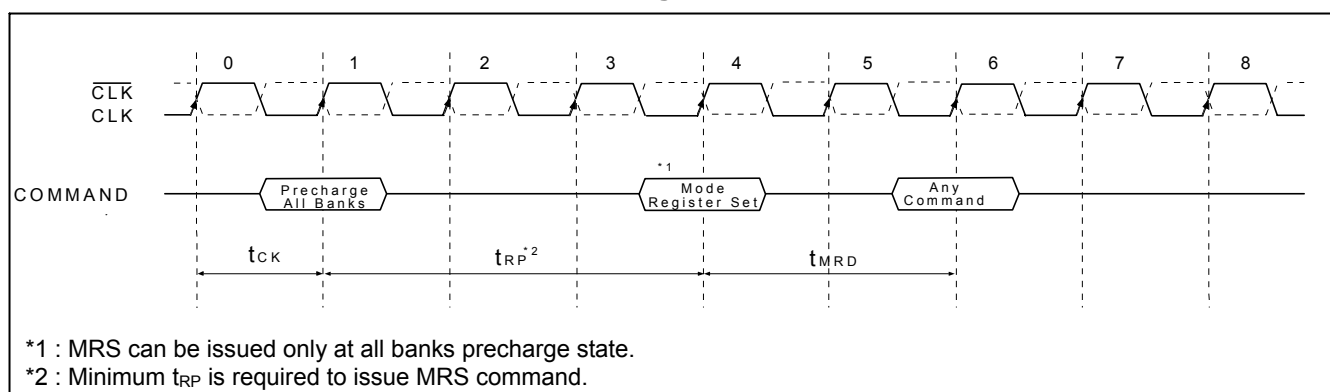 0 1 2 3 4 5 6 7 8
CLK
CLK
*1
COMMAND
Precharge
All Banks
Mode
Register Set
Any
Command
tCK
tRP*2
tMRD
*1 : MRS can be issued only at all banks precharge state.
*2 : Minimum tRP is required to issue MRS command.